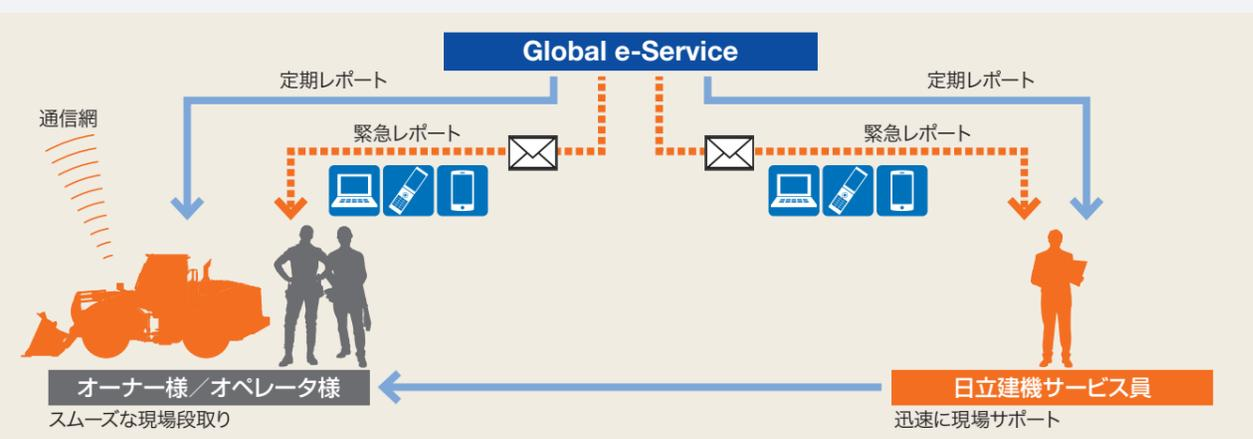 Global e-Service
定期レポート
定期レポート
通信網
緊急レポート
緊急レポート
オーナー様／オペレータ様
日立建機サービス員
スムーズな現場段取り
迅速に現場サポート